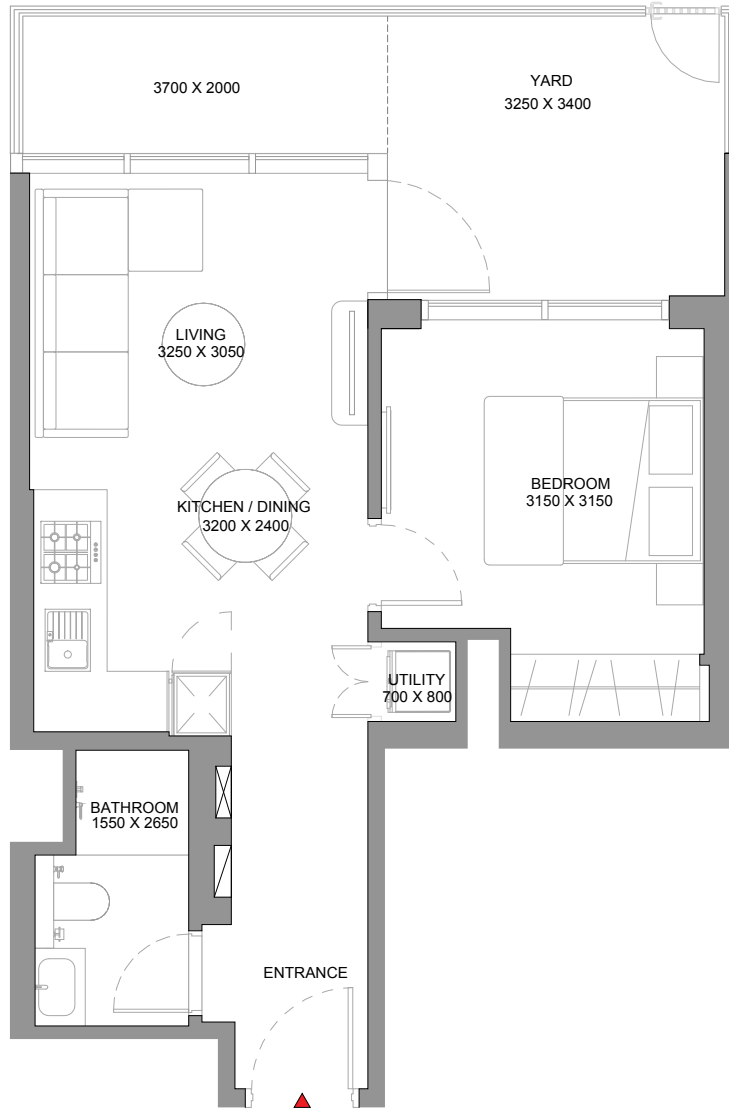 3700 X 2000
YARD
3250 X 3400
LIVING
3250 X 3050
KITCHEN / DINING
3200 X 2400
BEDROOM
3150 X 3150
UTILITY
700 X 800
BATHROOM
1550 X 2650
ENTRANCE